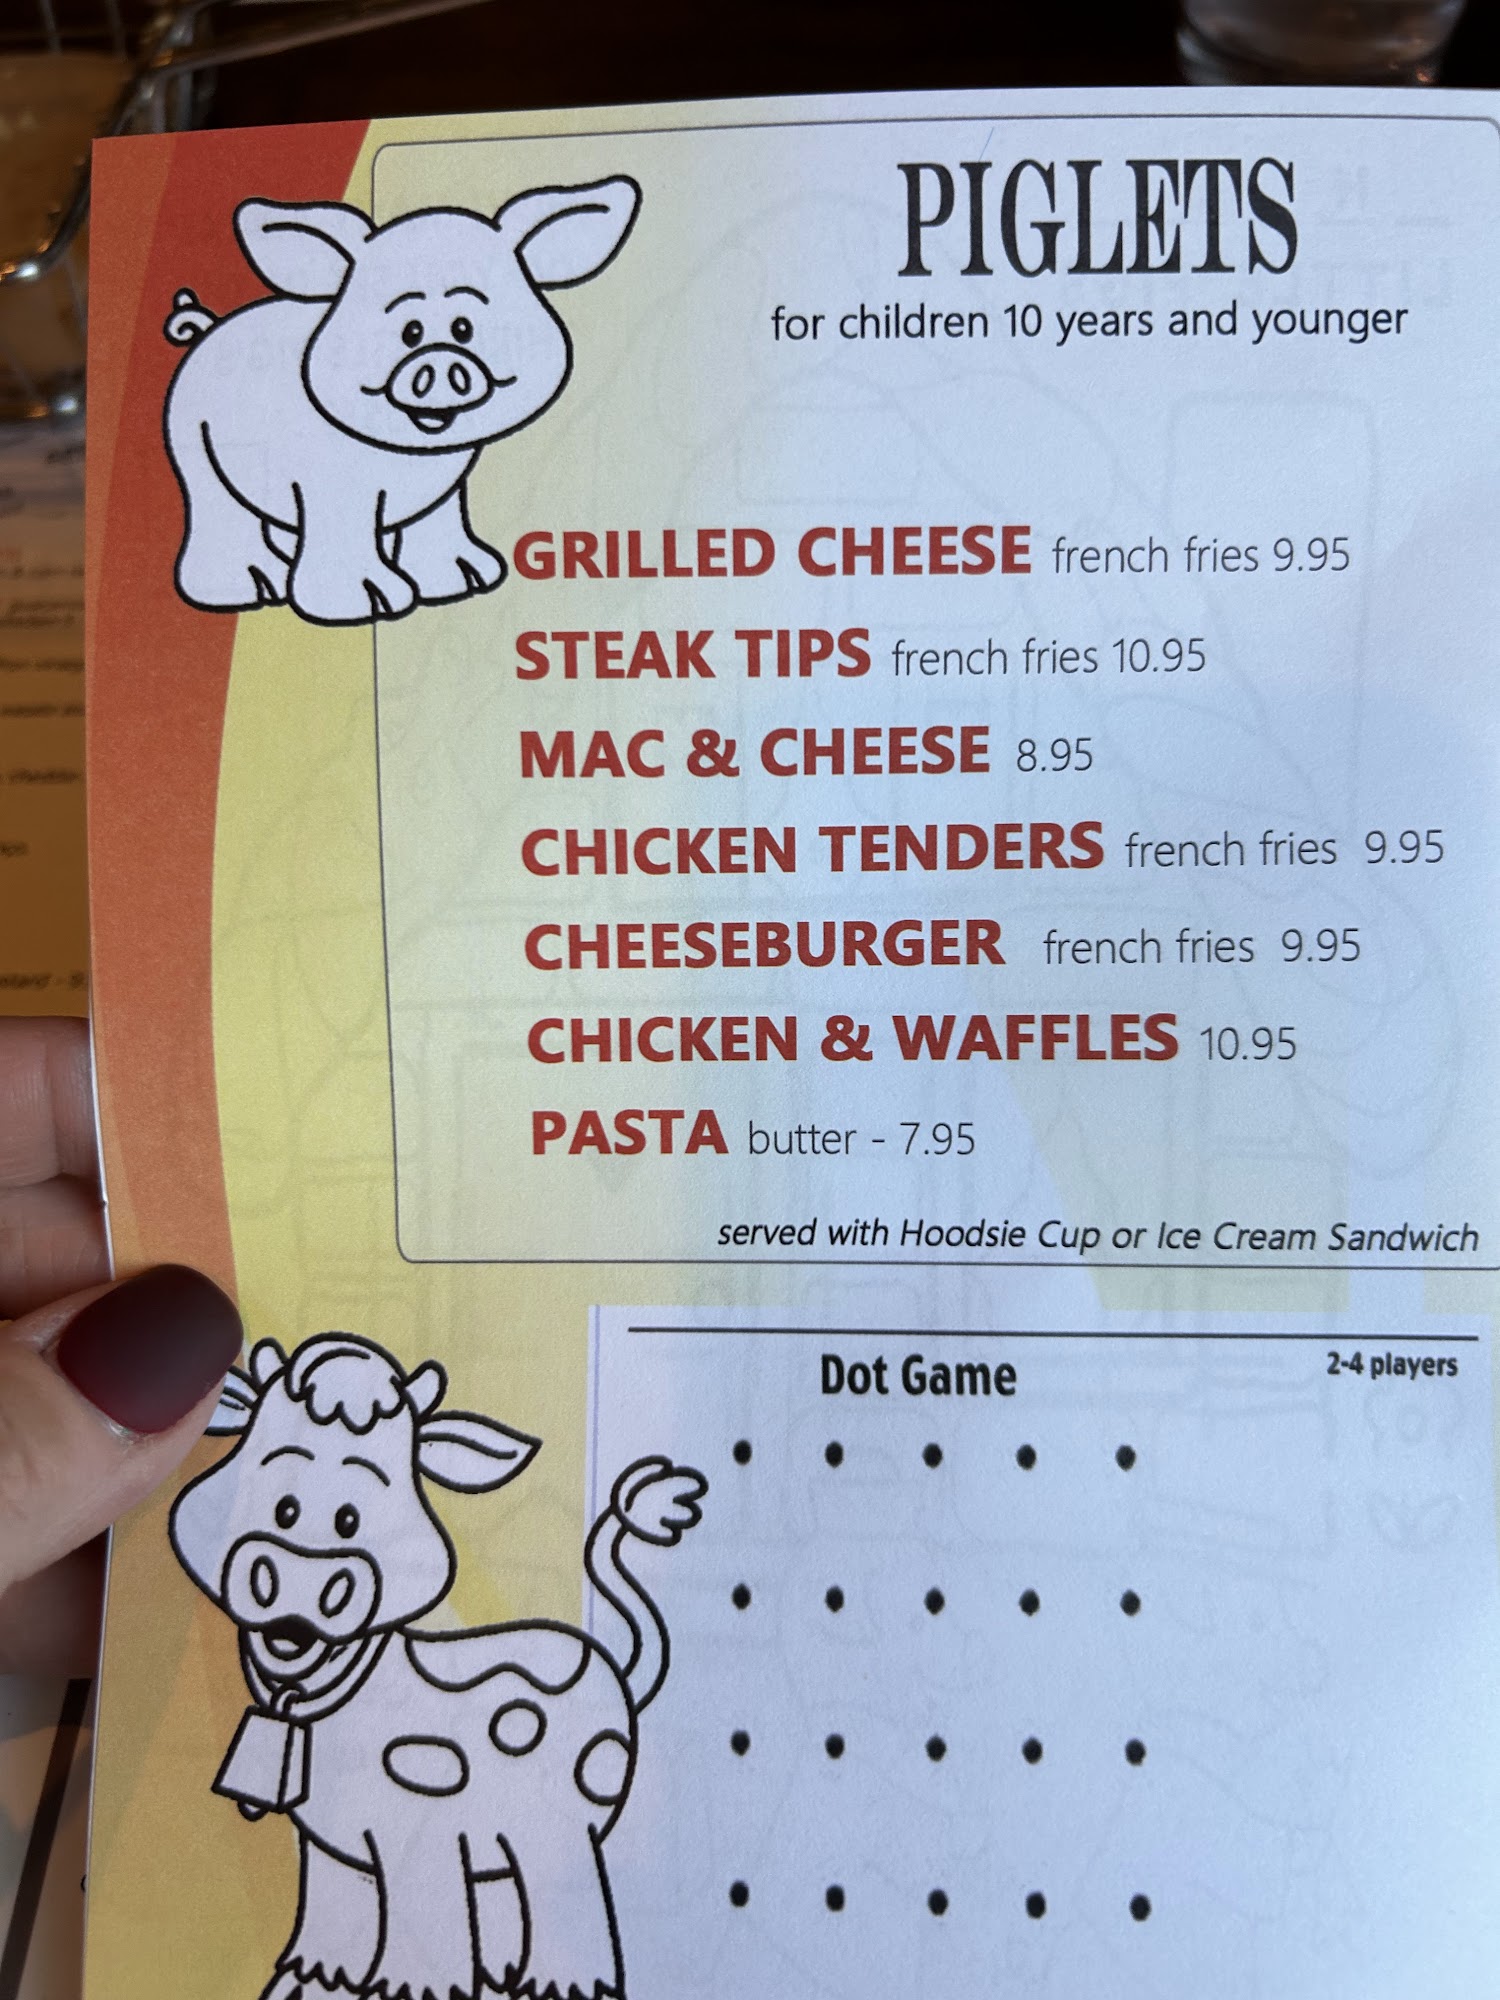 PIGLETS
for children 10 years and younger
GRILLED CHEESE french fries 9.95
STEAK TIPS french fries 10.95
MAC & CHEESE 8.95
CHICKEN TENDERS french fries 9.95
CHEESEBURGER french fries 9.95
CHICKEN & WAFFLES 10.95
PASTA butter - 7.95
served with Hoodsie Cup or Ice Cream Sandwich
Dot Game
2-4 players